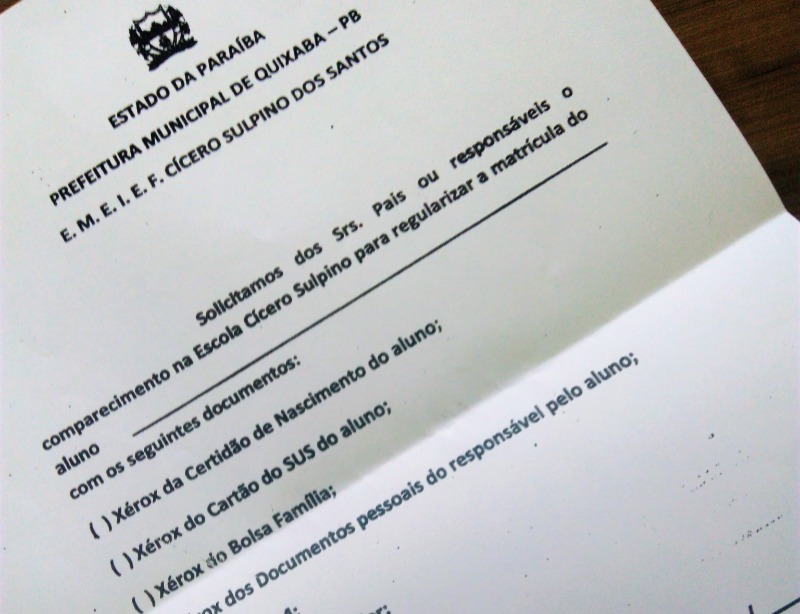 ESTADO DA PARAÍBA
PREFEITURA MUNICIPAL DE QUIXABA – PB
E. M. E. I. E. F. CÍCERO SULPINO DOS SANTOS
Solicitamos dos Srs. Pais ou responsáveis o
comparecimento na Escola Cícero Sulpino para regularizar a matrícula do
aluno
com os seguintes documentos:
( ) Xérox da Certidão de Nascimento do aluno;
( ) Xérox do Cartão do SUS do aluno;
( ) Xérox do Bolsa Família;
dos Documentos pessoais do responsável pelo aluno;